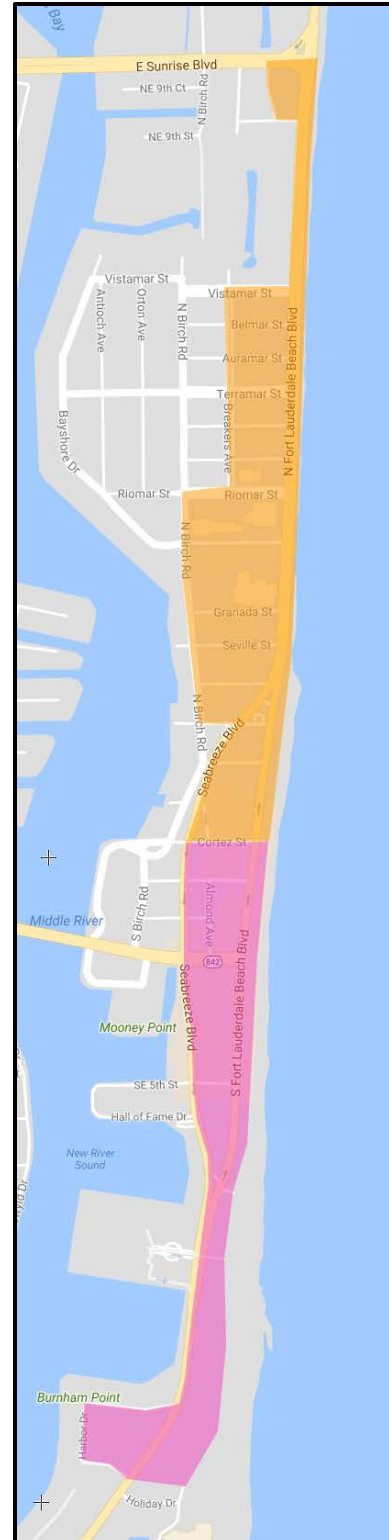 Bay
E Sunrise Blvd
NE 9th Ct
N Birch Rd
NE 9th St
Vistamar St
Vistamar St
Antioch Ave
Orton Ave
N Birch Rd
Belmar St
Auramar St
Terramar St
N Fort Lauderdale Beach Blvd
Bayshore Dr
Breakers Ave
Riomar St
Riomar St
N Birch Rd
Granada St
Seville St
N Birch Rd
Seabreeze Blvd
Cortez St
S Birch Rd
Almond Ave
Middle River
842
S Fort Lauderdale Beach Blvd
Seabreeze Blvd
Mooney Point
SE 5th St
Hall of Fame Dr
New River
Sound
Dr
Burnham Point
Harbor Dr
Holiday Dr